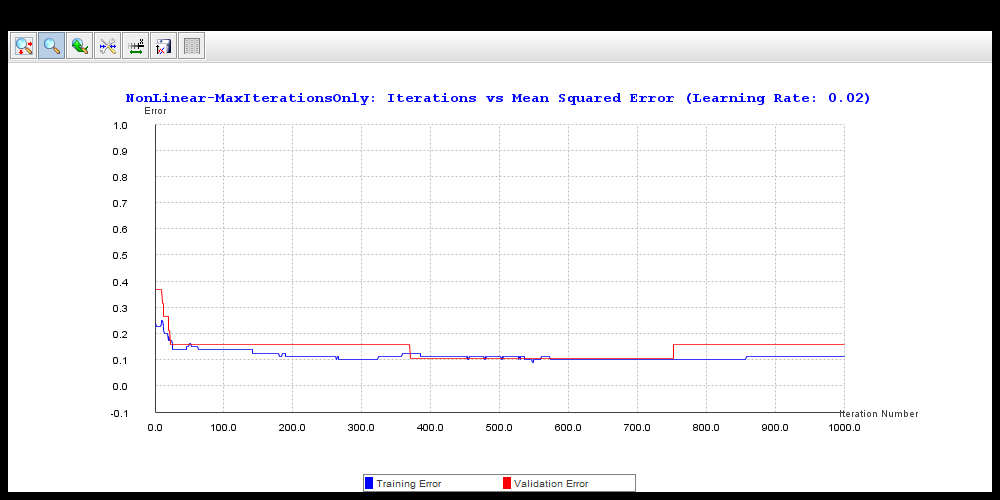 NonLinear-MaxIterationsOnly: Iterations vs Mean Squared Error (Learning Rate: 0.02)
Error
1.0
0.9
0.8
0.7
0.6
0.5
0.4
0.3
0.2
0.1
0.0
-0.1
Iteration Number
0.0 100.0 200.0 300.0 400.0 500.0 600.0 700.0 800.0 900.0 1000.0
Training Error Validation Error